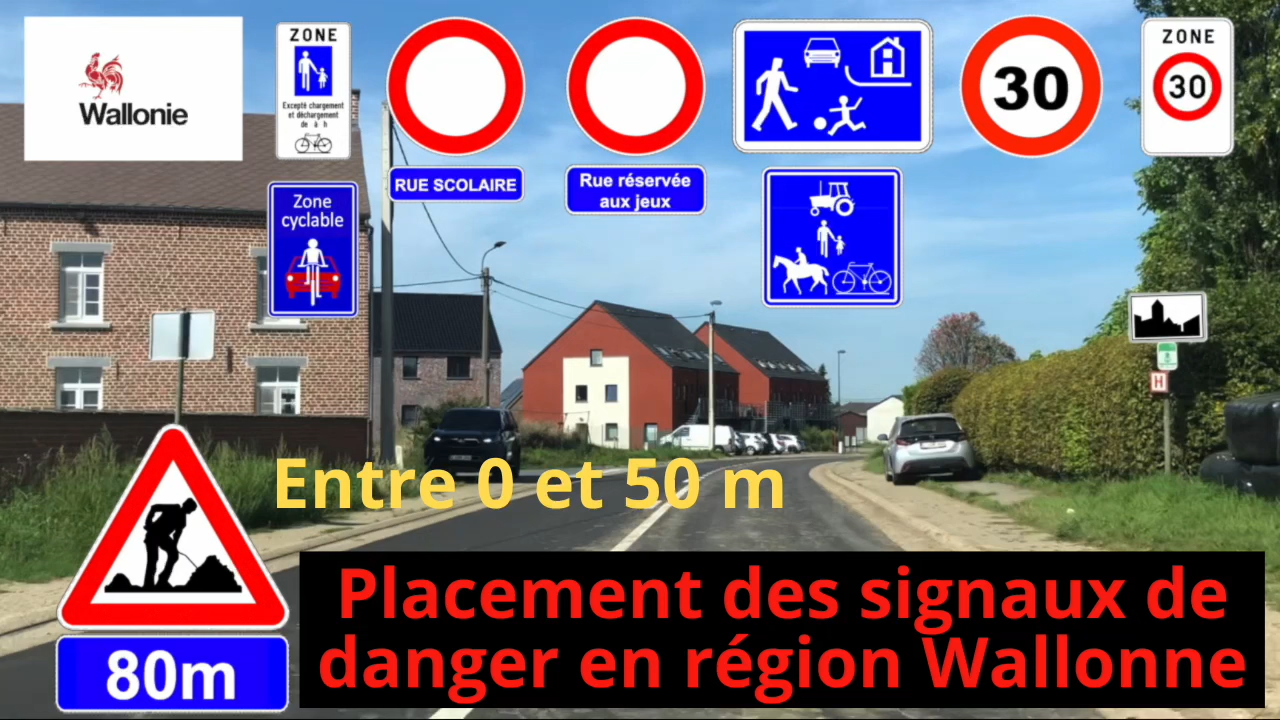 Wallonie
ZONE
Excepté chargement
et déchargement
de à h
RUE SCOLAIRE
Rue réservée
aux jeux
30
ZONE
30
Zone
cyclable
H
Entre 0 et 50 m
80m
Placement des signaux de
danger en région Wallonne